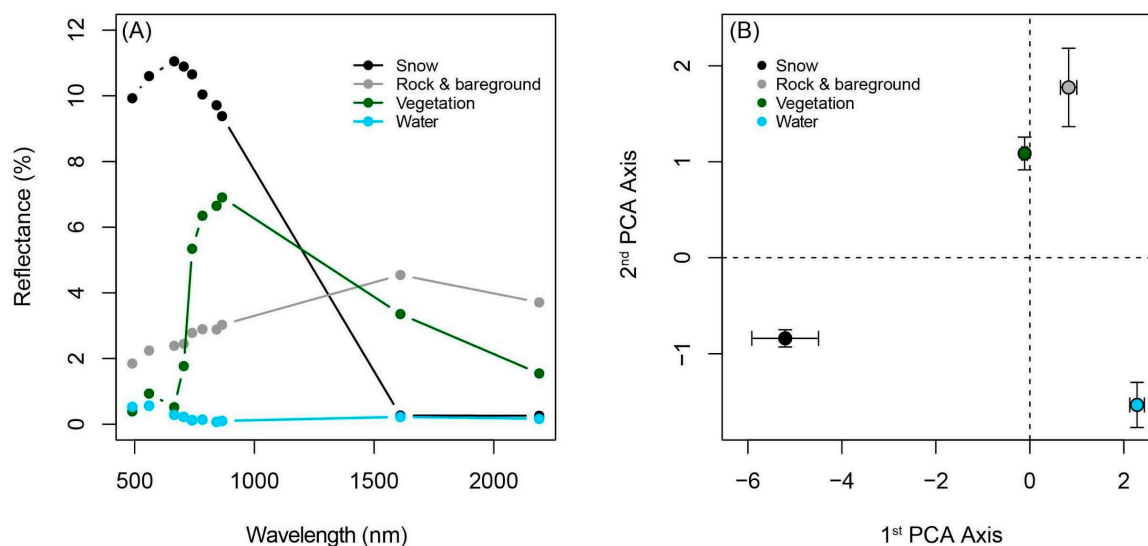 (A)
Snow
Rock & bareground
Vegetation
Water
12
10
8
6
4
2
0
Reflectance (%)
500
1000
1500
2000
Wavelength (nm)
(B)
Snow
Rock & bareground
Vegetation
Water
2
1
0
−1
2nd PCA Axis
−6
−4
−2
0
2
1st PCA Axis